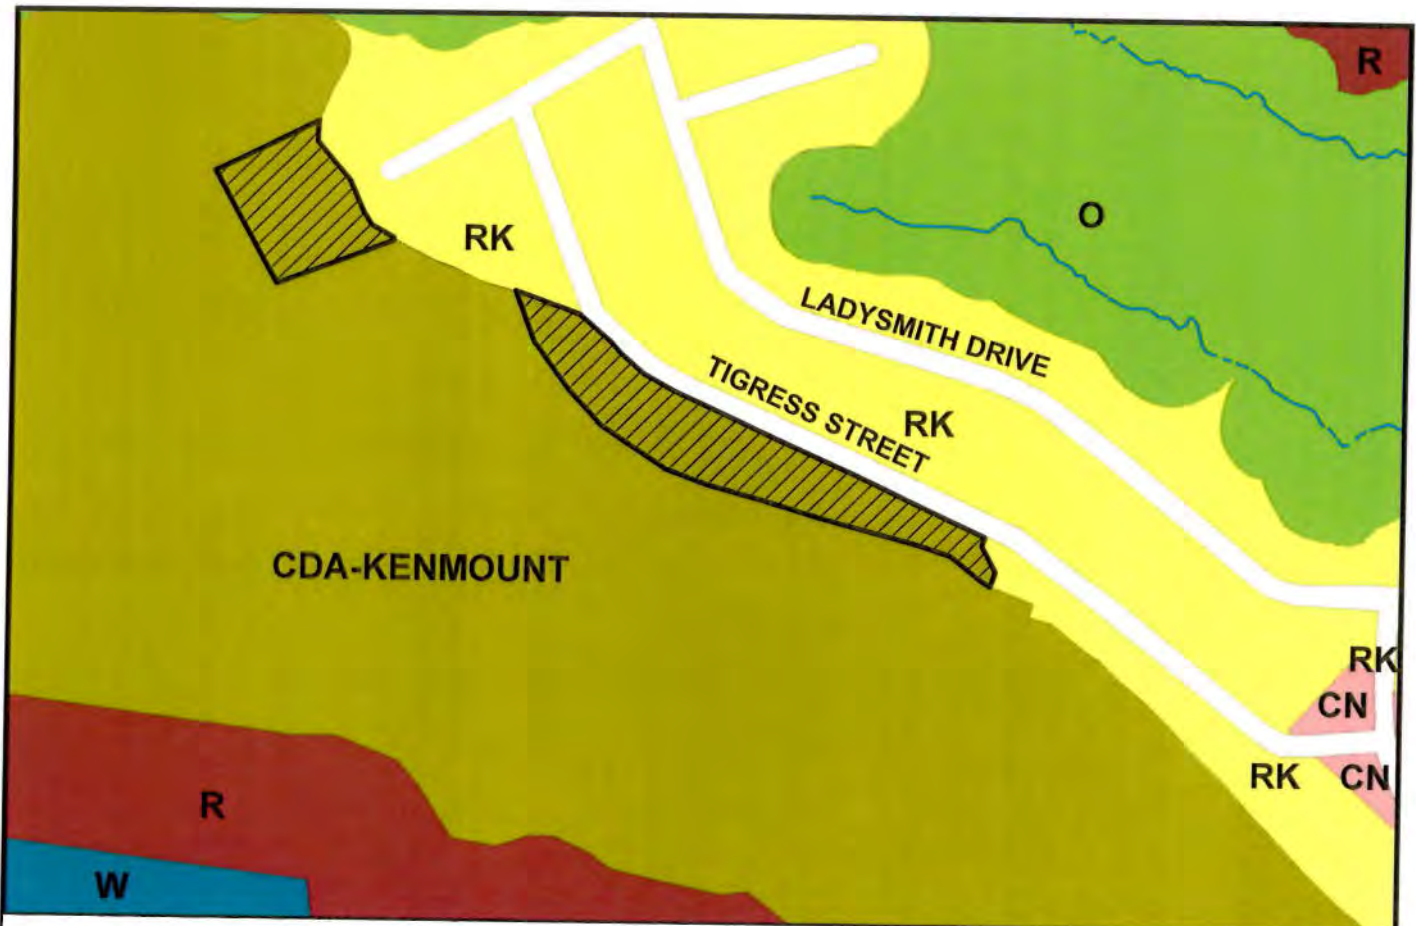 R
O
RK
LADYSMITH DRIVE
TIGRESS STREET
RK
CDA-KENMOUNT
RK
CN
RK
CN
R
W